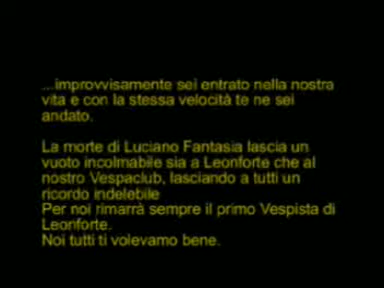 ...improvvisamente sei entrato nella nostra
vita e con la stessa velocità te ne sei
andato.
La morte di Luciano Fantasia lascia un
vuoto incolmabile sia a Leonforte che al
nostro Vespaclub, lasciando a tutti un
ricordo indelebile
Per noi rimarrà sempre il primo Vespista di
Leonforte.
Noi tutti ti volevamo bene.